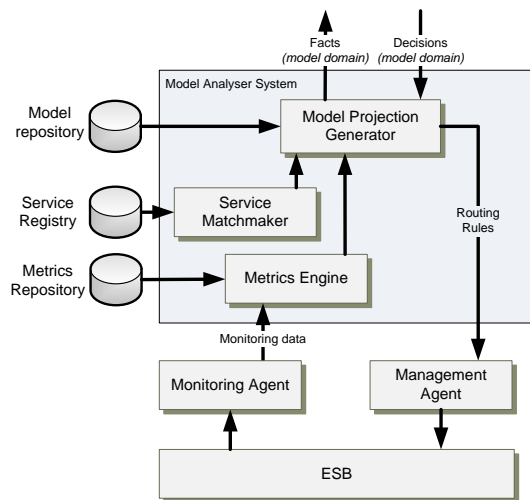 Facts
(model domain)
Decisions
(model domain)
Model Analyser System
Model
repository
Model Projection
Generator
Service
Registry
Service
Matchmaker
Routing
Rules
Metrics
Repository
Metrics Engine
Monitoring data
Monitoring Agent
Management
Agent
ESB